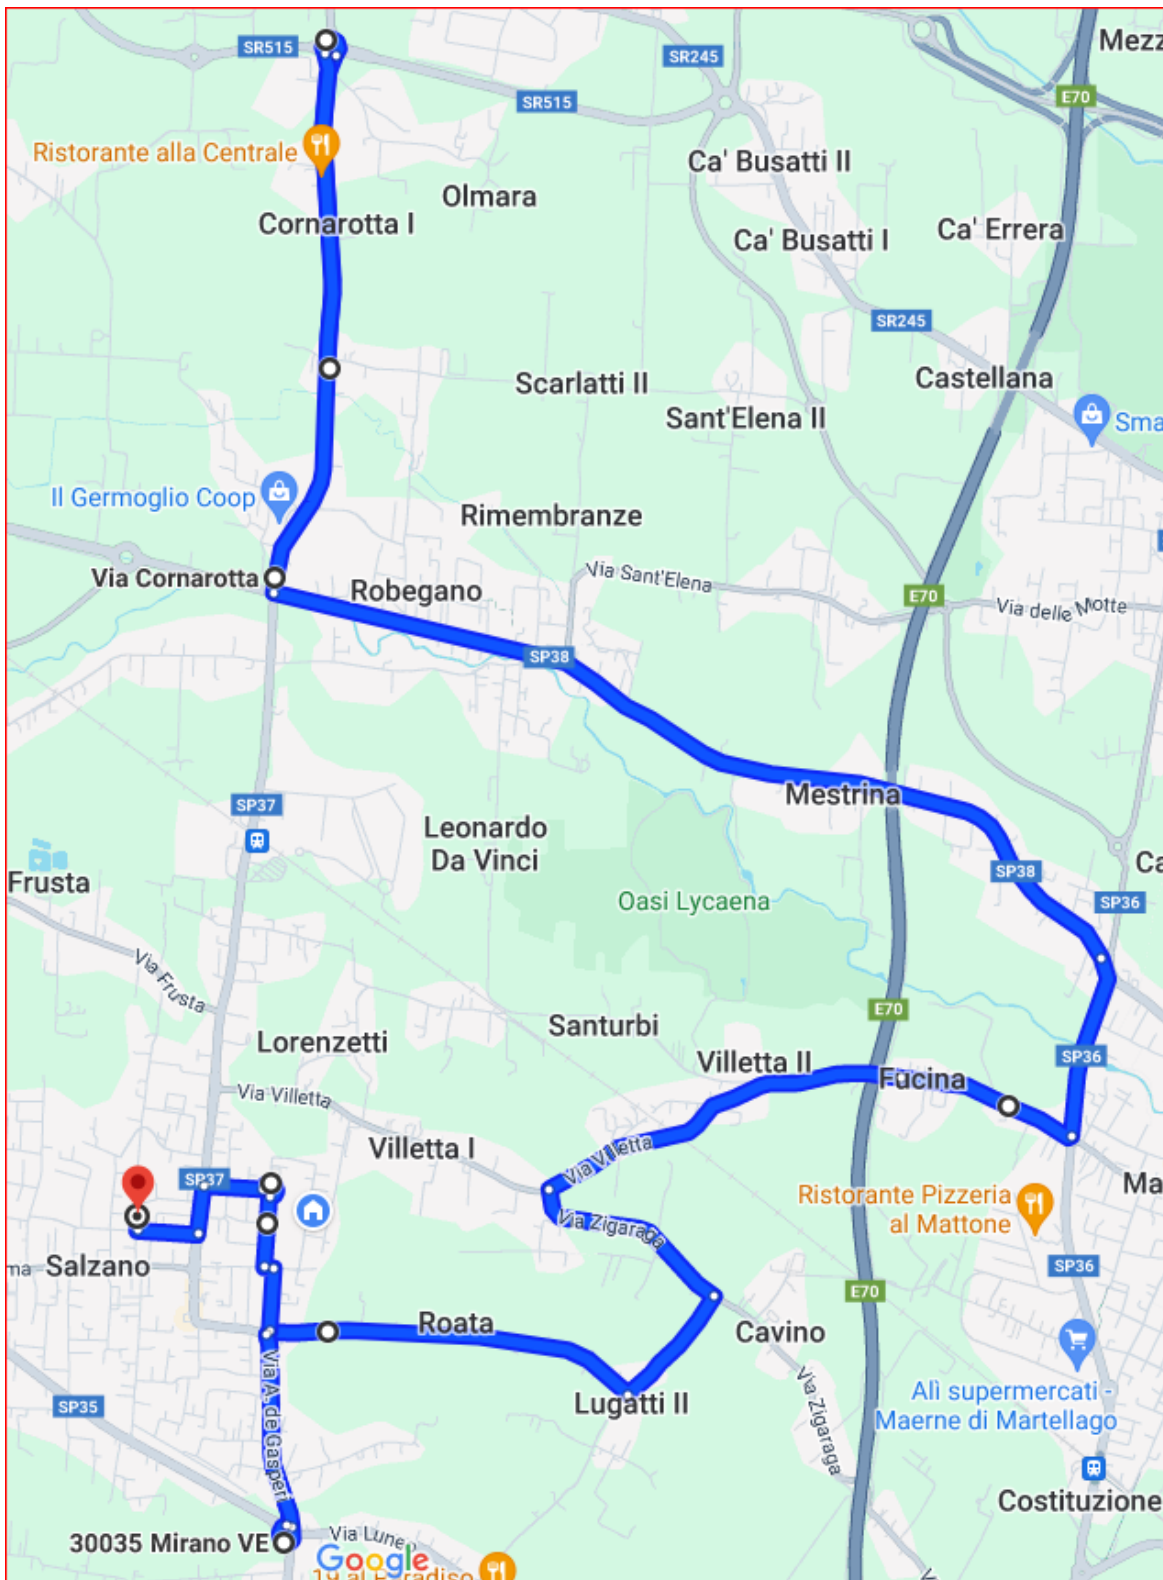 Mezz
SR515
SR245
SR515
E70
Ristorante alla Centrale
Ca' Busatti II
Olmara
Cornarotta I
Ca' Busatti I
Ca' Errera
SR245
Scarlatti II
Castellana
Sant'Elena II
Sma
Il Germoglio Coop
Rimembranze
Via Cornarotta
Robegano
Via Sant'Elena
E70
Via delle Motte
SP38
SP37
Mestrina
Leonardo
Da Vinci
Ca
SP38
Frusta
Oasi Lycaena
SP36
Via Frusta
E70
Santurbi
Lorenzetti
Villetta II
SP36
Fucina
Via Villetta
Villetta I
Via Villetta
SP37
Ristorante Pizzeria
al Mattone
Ma
Via Zigaraga
ma
Salzano
SP36
E70
Roata
Cavino
Via A. de Gasperi
Lugatti II
Via Zigaraga
SP35
Alì supermercati -
Maerne di Martellago
Costituzione
30035 Mirano VE
Via Lune
Google